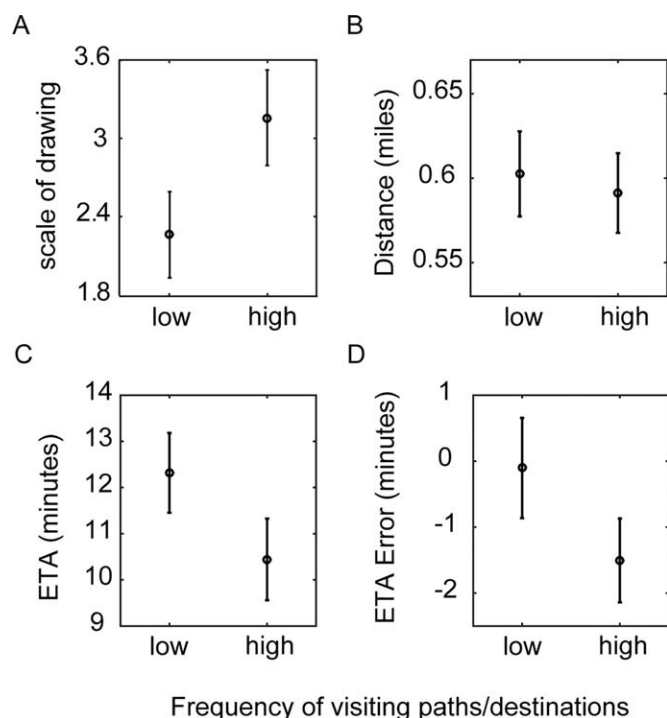 A
scale of drawing
3.6
3
2.4
1.8
low high
B
Distance (miles)
0.65
0.6
0.55
low high
C
ETA (minutes)
14
13
12
11
10
9
low high
D
ETA Error (minutes)
1
0
-1
-2
low high
Frequency of visiting paths/destinations